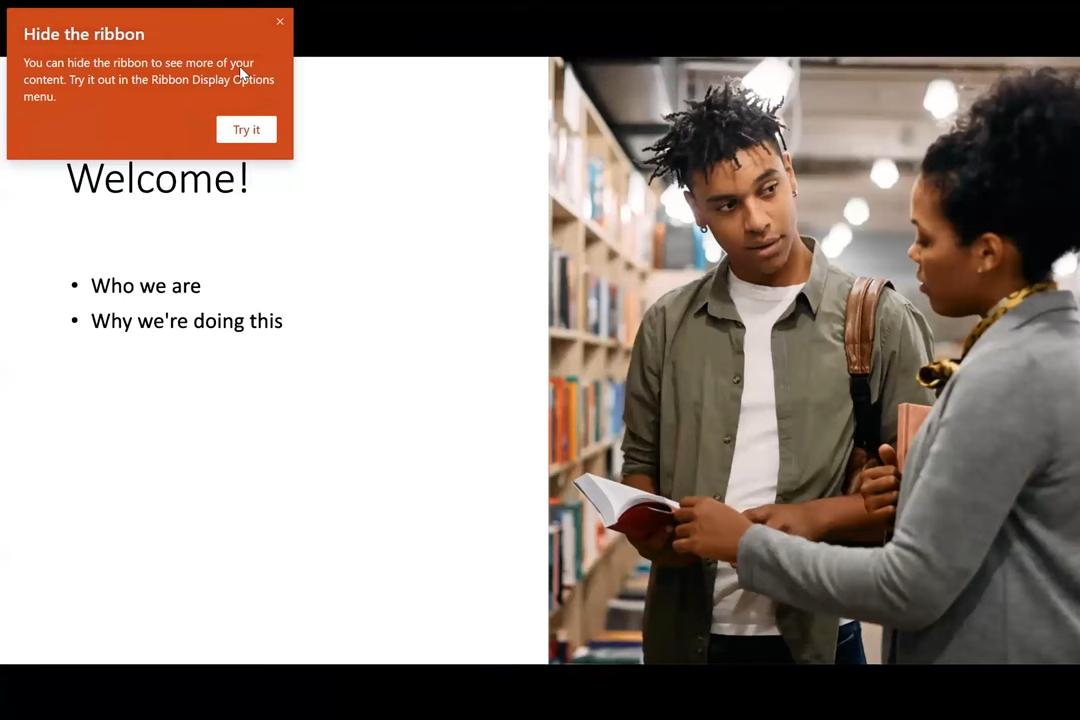 Hide the ribbon
You can hide the ribbon to see more of your
content. Try it out in the Ribbon Display Options
menu.
Try it
Welcome!
• Who we are
• Why we're doing this